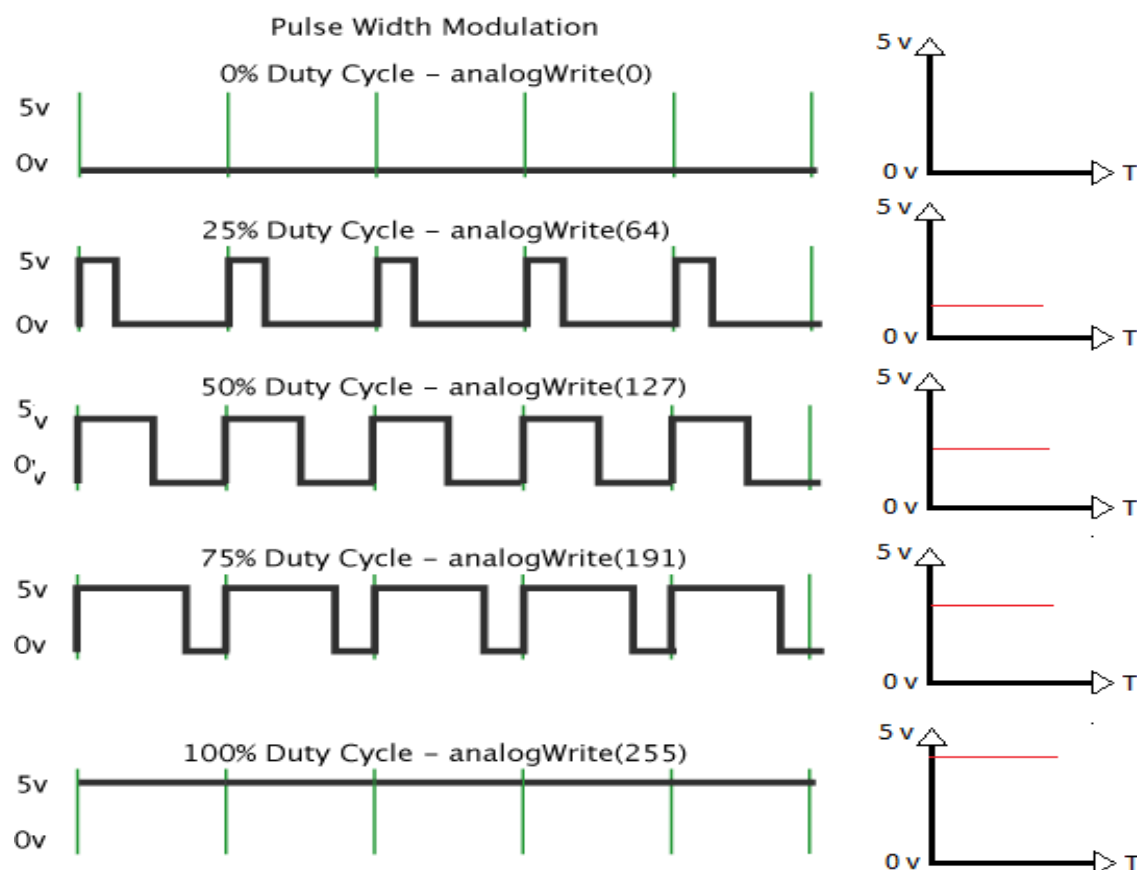 Pulse Width Modulation
0% Duty Cycle – analogWrite(0)
5v
0v
5 v
0 v
T
25% Duty Cycle – analogWrite(64)
5v
0v
5 v
0 v
T
50% Duty Cycle – analogWrite(127)
5v
0v
5 v
0 v
T
75% Duty Cycle – analogWrite(191)
5v
0v
5 v
0 v
T
100% Duty Cycle – analogWrite(255)
5v
0v
5 v
0 v
T